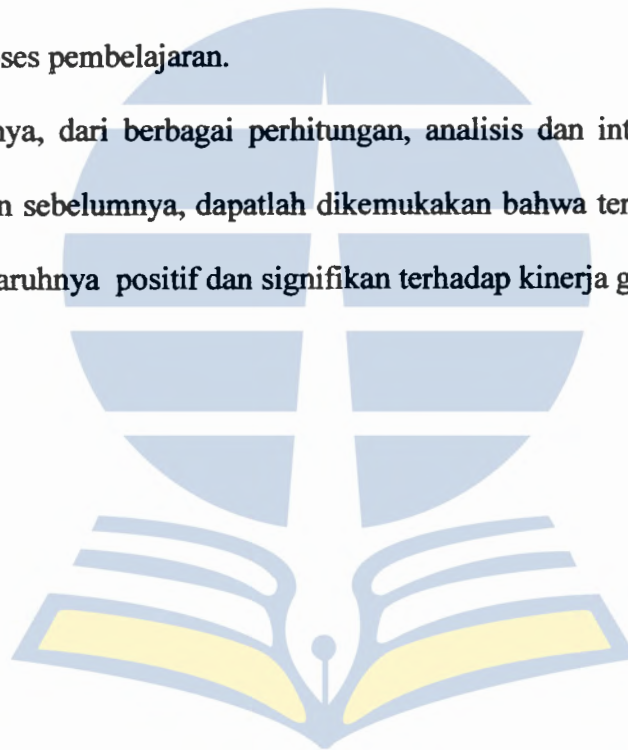 ses pembelajaran.
nya, dari berbagai perhitungan, analisis dan int
n sebelumnya, dapatlah dikemukakan bahwa ter
aruhnya positif dan signifikan terhadap kinerja g